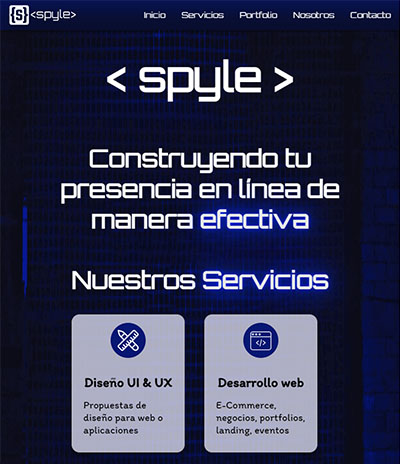 {S} <spyle> Inicio Servicios Portfolio Nosotros Contacto
< spyle >
Construyendo tu
presencia en línea de
manera efectiva
Nuestros Servicios
Diseño UI & UX
Propuestas de
diseño para web o
aplicaciones
Desarrollo web
E-Commerce,
negocios, portfolios,
landing, eventos